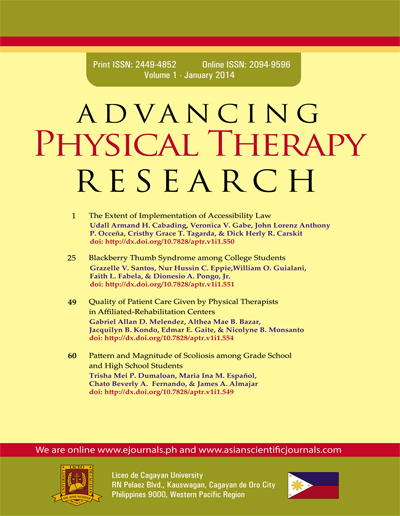 Print ISSN: 2449-4852 Online ISSN: 2094-9596
Volume 1 - January 2014
ADVANCING
PHYSICAL THERAPY
RESEARCH
1 The Extent of Implementation of Accessibility Law
Udall Armand H. Cabading, Veronica V. Gabe, John Lorenz Anthony
P. Occeña, Cristhy Grace T. Tagarda, & Dick Herly R. Carskit
doi: http://dx.doi.org/10.7828/aptr.v1i1.550
25 Blackberry Thumb Syndrome among College Students
Grazelle V. Santos, Nur Hussin C. Eppie,William O. Guialani,
Faith L. Fabela, & Dionesio A. Pongo, Jr.
doi: http://dx.doi.org/10.7828/aptr.v1i1.551
49 Quality of Patient Care Given by Physical Therapists
in Affiliated-Rehabilitation Centers
Gabriel Allan D. Melendez, Althea Mae B. Bazar,
Jacquilyn B. Kondo, Edmar E. Gaite, & Nicolyne B. Monsanto
doi: http://dx.doi.org/10.7828/aptr.v1i1.554
60 Pattern and Magnitude of Scoliosis among Grade School
and High School Students
Trisha Mei P. Dumaloan, Maria Ina M. Español,
Chato Beverly A. Fernando, & James A. Almajar
doi: http://dx.doi.org/10.7828/aptr.v1i1.549
We are online www.ejournals.ph and www.asianscientificjournals.com
LICEO
Liceo de Cagayan University
RN Pelaez Blvd., Kauswagan, Cagayan de Oro City
Philippines 9000, Western Pacific Region